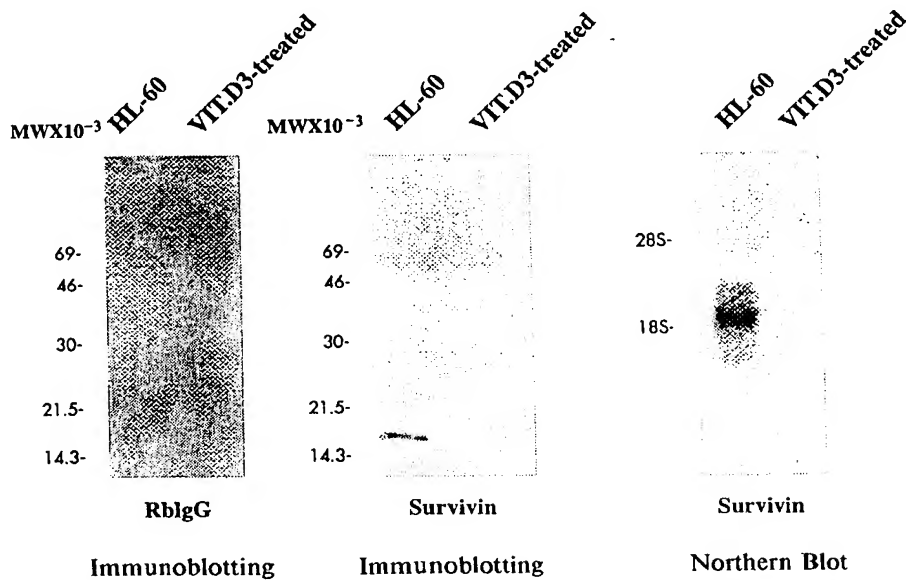 HL-60
VIT.D3-treated
MWX10⁻³
69-
46-
30-
21.5-
14.3-
RbIgG
Immunoblotting
HL-60
VIT.D3-treated
MWX10⁻³
69-
46-
30-
21.5-
14.3-
Survivin
Immunoblotting
HL-60
VIT.D3-treated
28S-
18S-
Survivin
Northern Blot